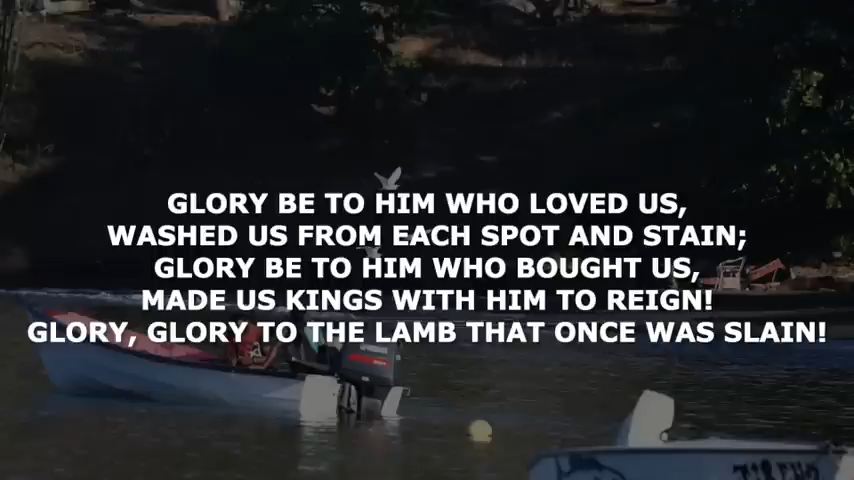 GLORY BE TO HIM WHO LOVED US,
WASHED US FROM EACH SPOT AND STAIN;
GLORY BE TO HIM WHO BOUGHT US,
MADE US KINGS WITH HIM TO REIGN!
GLORY, GLORY TO THE LAMB THAT ONCE WAS SLAIN!